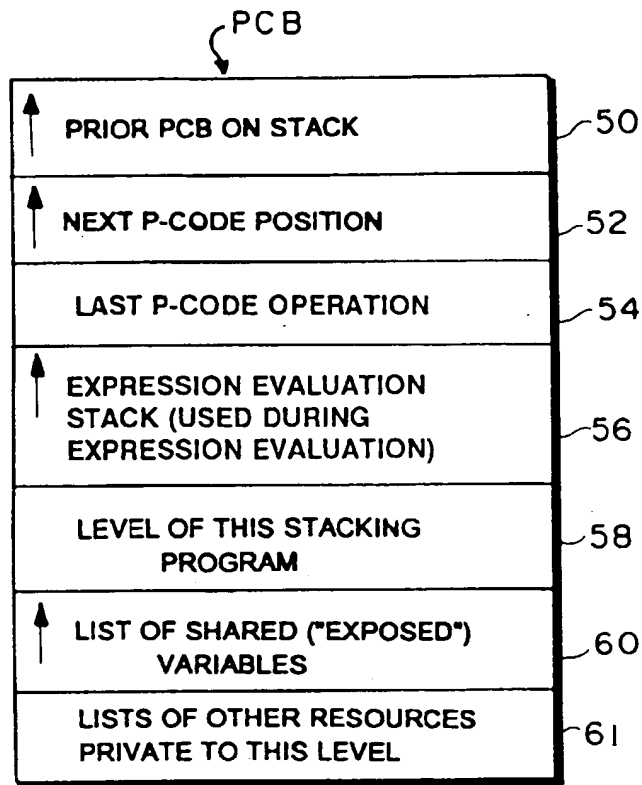 PCB
PRIOR PCB ON STACK
50
NEXT P-CODE POSITION
52
LAST P-CODE OPERATION
54
EXPRESSION EVALUATION
STACK (USED DURING
EXPRESSION EVALUATION)
56
LEVEL OF THIS STACKING
PROGRAM
58
LIST OF SHARED ("EXPOSED")
VARIABLES
60
LISTS OF OTHER RESOURCES
PRIVATE TO THIS LEVEL
61